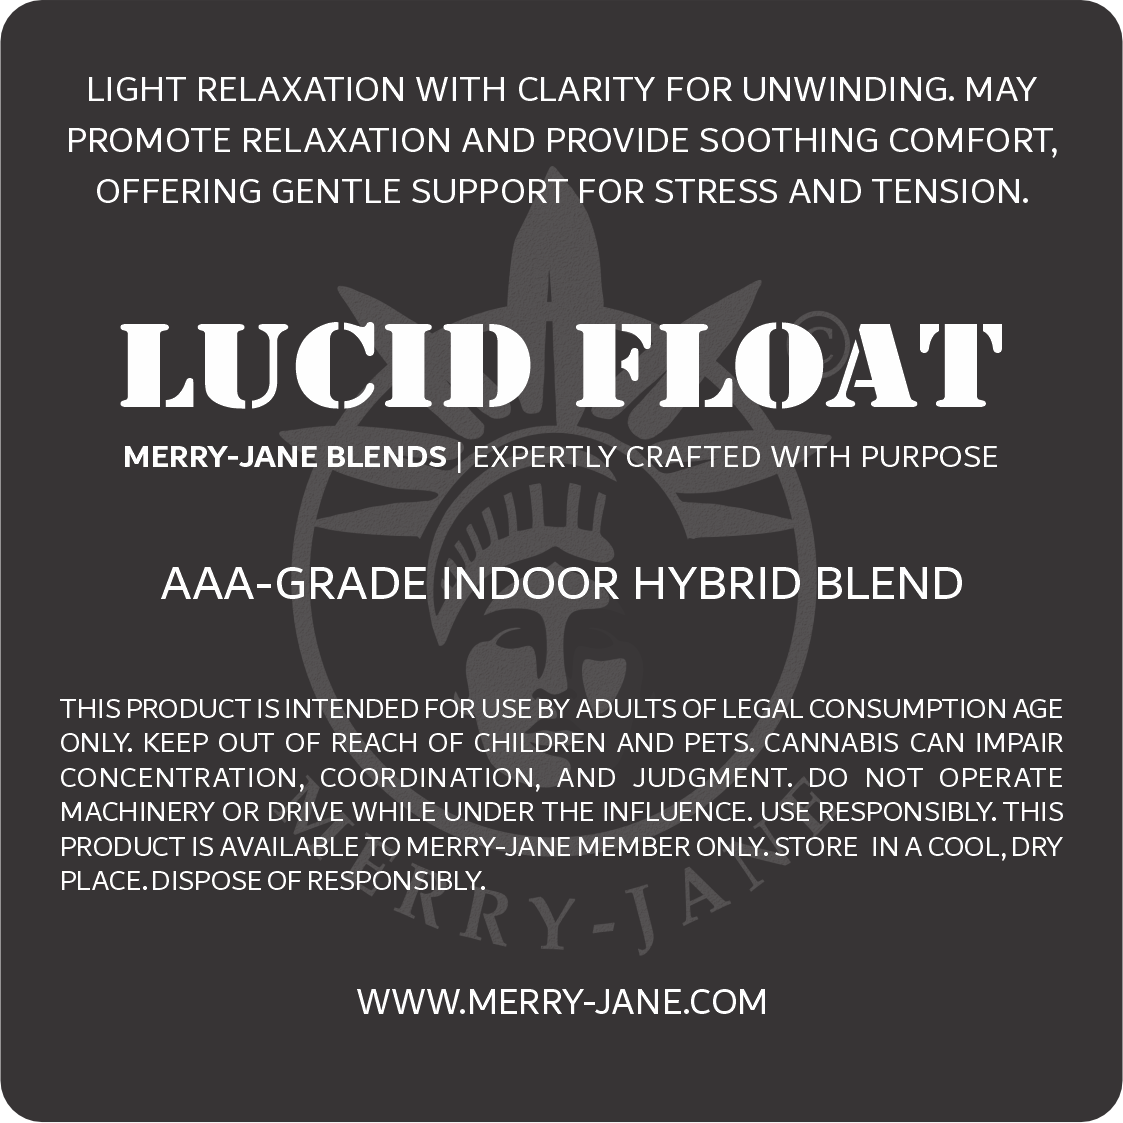 LIGHT RELAXATION WITH CLARITY FOR UNWINDING. MAY
PROMOTE RELAXATION AND PROVIDE SOOTHING COMFORT,
OFFERING GENTLE SUPPORT FOR STRESS AND TENSION.
©
LUCID FLOAT
MERRY-JANE BLENDS | EXPERTLY CRAFTED WITH PURPOSE
AAA-GRADE INDOOR HYBRID BLEND
THIS PRODUCT IS INTENDED FOR USE BY ADULTS OF LEGAL CONSUMPTION AGE
ONLY. KEEP OUT OF REACH OF CHILDREN AND PETS. CANNABIS CAN IMPAIR
CONCENTRATION, COORDINATION, AND JUDGMENT. DO NOT OPERATE
MACHINERY OR DRIVE WHILE UNDER THE INFLUENCE. USE RESPONSIBLY. THIS
PRODUCT IS AVAILABLE TO MERRY-JANE MEMBER ONLY. STORE IN A COOL, DRY
PLACE. DISPOSE OF RESPONSIBLY.
MERRY-JANE
WWW.MERRY-JANE.COM